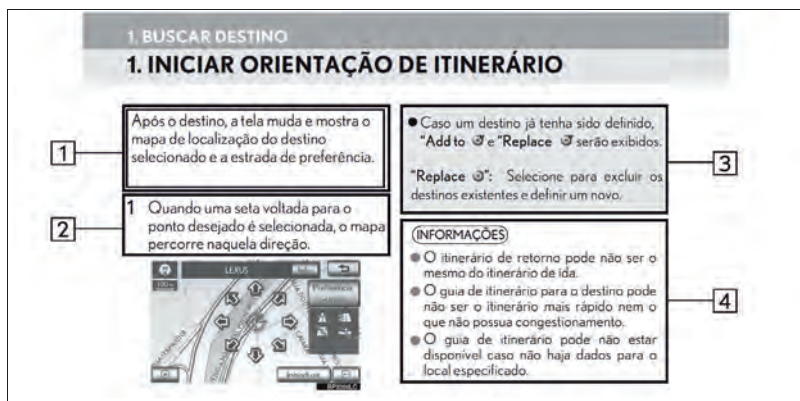 1. BUSCAR DESTINO
1. INICIAR ORIENTAÇÃO DE ITINERÁRIO
1
Após o destino, a tela muda e mostra o
mapa de localização do destino
selecionado e a estrada de preferência.
2
1 Quando uma seta voltada para o
ponto desejado é selecionada, o mapa
percorre naquela direção.
LEXUS
Preferência
3
● Caso um destino já tenha sido definido,
"Add to e "Replace serão exibidos.
"Replace ": Selecione para excluir os
destinos existentes e definir um novo.
4
INFORMAÇÕES
● O itinerário de retorno pode não ser o
mesmo do itinerário de ida.
● O guia de itinerário para o destino pode
não ser o itinerário mais rápido nem o
que não possua congestionamento.
● O guia de itinerário pode não estar
disponível caso não haja dados para o
local especificado.